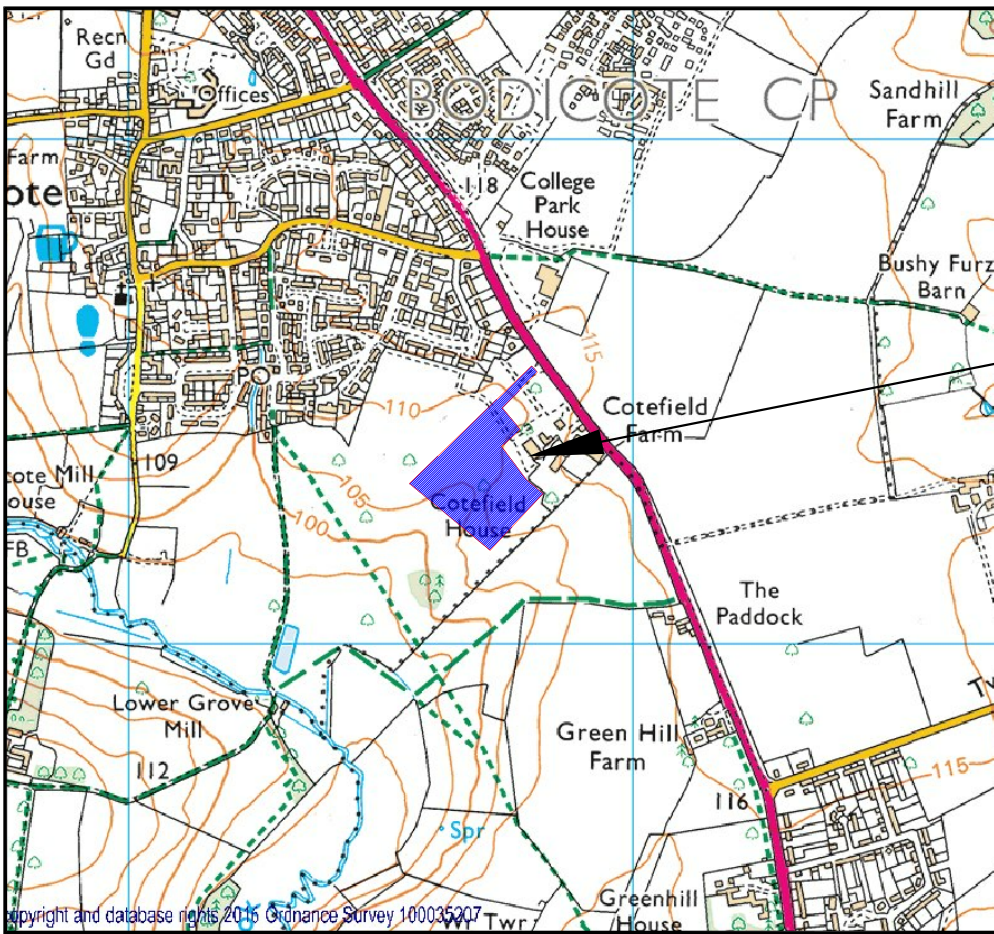 Recn
Gd
Offices
BODICOTE CP
Sandhill
Farm
Farm
ote
118
College
Park
House
Bushy Furz
Barn
115
110
Cotefield
Farm
109
cote Mill
ouse
FB
105
100
Cotefield
House
P
The
Paddock
Lower Grove
Mill
112
Green Hill
Farm
Tw
115
116
Spr
Greenhill
House
Wr Twr
opyright and database rights 2015 Ordnance Survey 100035207